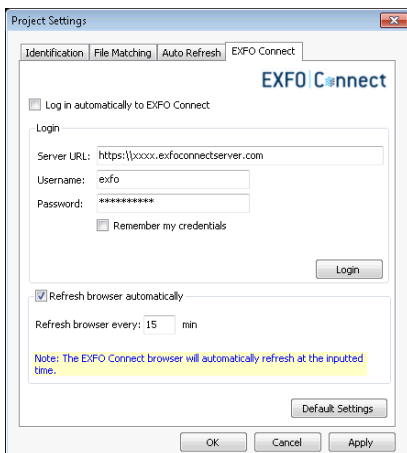 Project Settings
Identification File Matching Auto Refresh EXFO Connect
EXFO Connect
Log in automatically to EXFO Connect
Login
Server URL: https:\\xxxx.exfoconnectserver.com
Username: exfo
Password: **********
Remember my credentials
Login
Refresh browser automatically
Refresh browser every: 15 min
Note: The EXFO Connect browser will automatically refresh at the inputted
time.
Default Settings
OK Cancel Apply